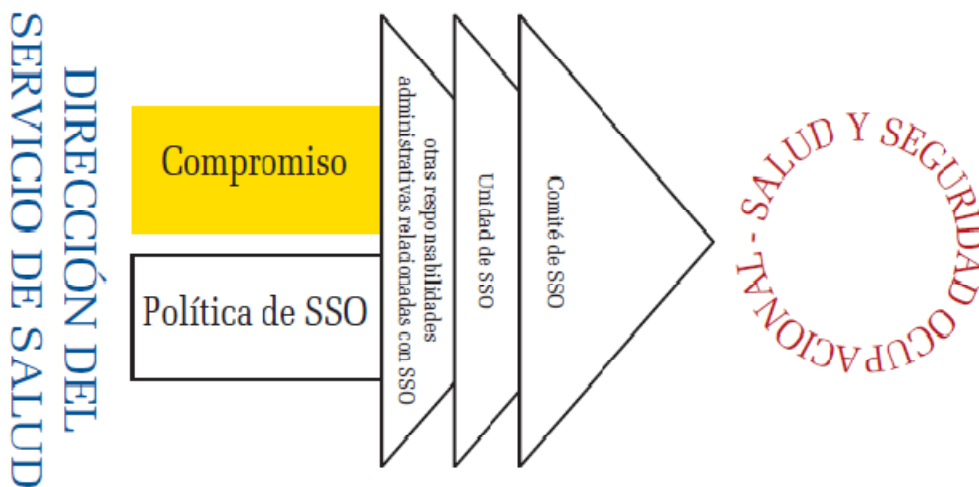 DIRECCIÓN DEL
SERVICIO DE SALUD
Compromiso
Política de SSO
otras responsabilidades
administrativas relacionadas con SSO
Unidad de SSO
Comité de SSO
SALUD Y SEGURIDAD OCUPACIONAL -